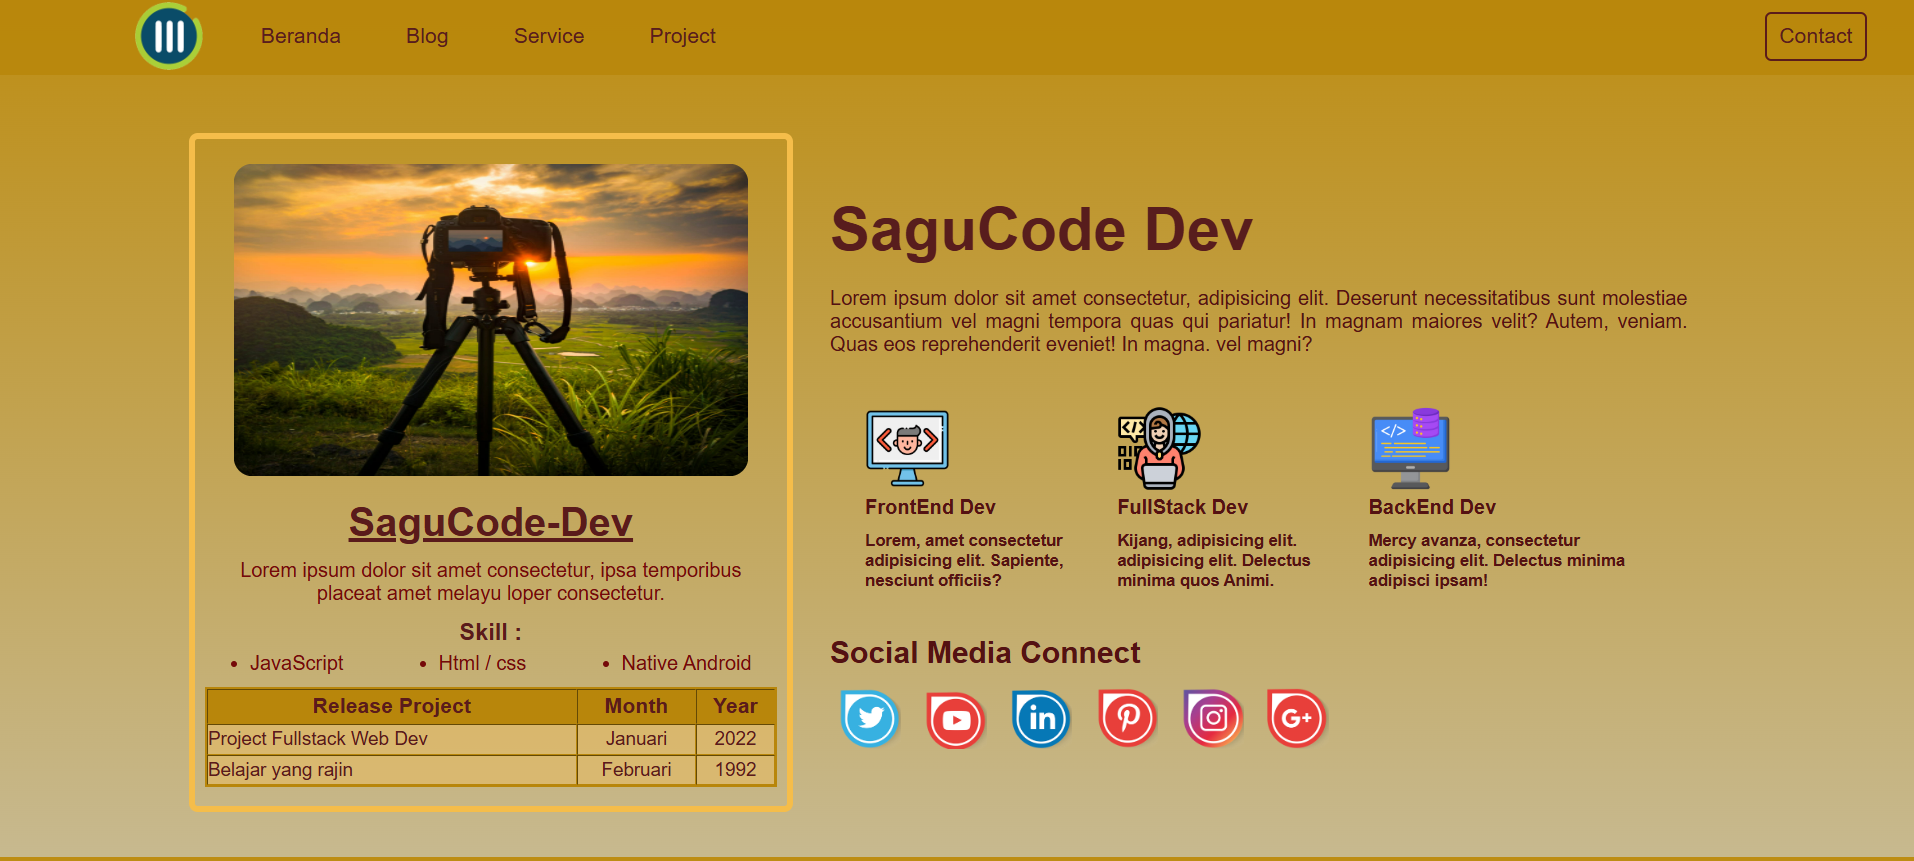 Beranda
Blog
Service
Project
Contact
SaguCode-Dev
Lorem ipsum dolor sit amet consectetur, ipsa temporibus
placeat amet melayu loper consectetur.
Skill :
JavaScript
Html / css
Native Android
Release Project Month Year
Project Fullstack Web Dev Januari 2022
Belajar yang rajin Februari 1992
SaguCode Dev
Lorem ipsum dolor sit amet consectetur, adipisicing elit. Deserunt necessitatibus sunt molestiae
accusantium vel magni tempora quas qui pariatur! In magnam maiores velit? Autem, veniam.
Quas eos reprehenderit eveniet! In magna. vel magni?
FrontEnd Dev
Lorem, amet consectetur
adipisicing elit. Sapiente,
nesciunt officiis?
FullStack Dev
Kijang, adipisicing elit.
adipisicing elit. Delectus
minima quos Animi.
BackEnd Dev
Mercy avanza, consectetur
adipisicing elit. Delectus minima
adipisci ipsam!
Social Media Connect
in
G+